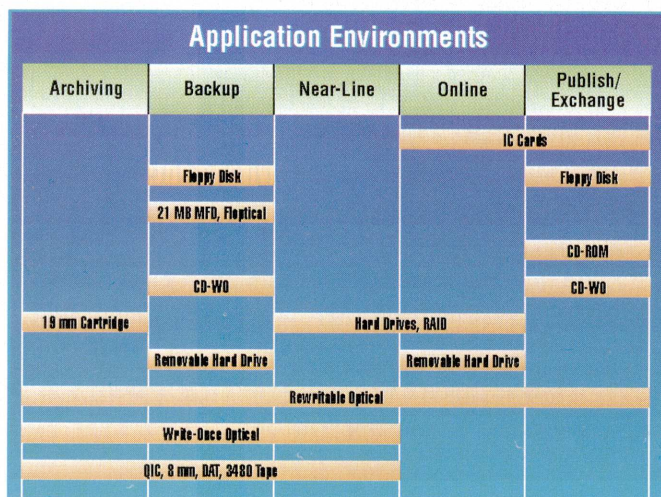 Application Environments
Archiving Backup Near-Line Online Publish/
Exchange
IC Cards
Floppy Disk Floppy Disk
21 MB MFD, Floptical
CD-ROM
CD-WO CD-WO
19 mm Cartridge Hard Drives, RAID
Removable Hard Drive Removable Hard Drive
Rewritable Optical
Write-Once Optical
QIC, 8 mm, DAT, 3480 Tape